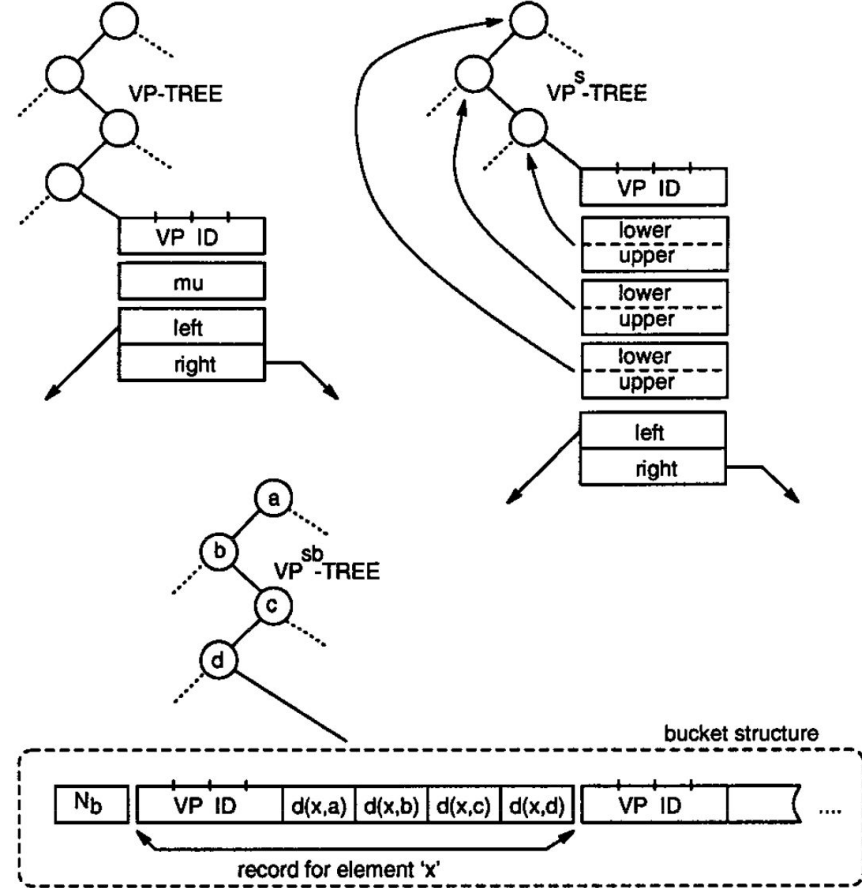 VP-TREE
VP ID
mu
left
right
VP^s-TREE
VP ID
lower
upper
lower
upper
lower
upper
left
right
a
b
VP^sb-TREE
c
d
bucket structure
N_b
VP ID
d(x,a)
d(x,b)
d(x,c)
d(x,d)
VP ID
....
record for element 'x'